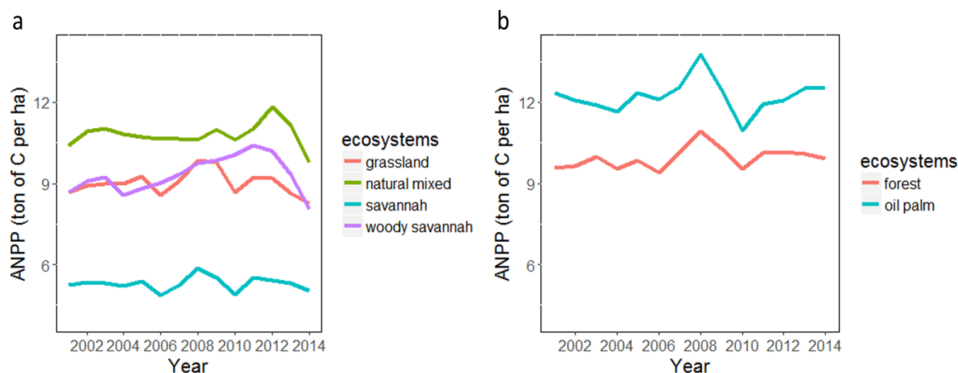 a
ANPP (ton of C per ha)
12
9
6
2002 2004 2006 2008 2010 2012 2014
Year
ecosystems
grassland
natural mixed
savannah
woody savannah
b
ANPP (ton of C per ha)
12
9
6
2002 2004 2006 2008 2010 2012 2014
Year
ecosystems
forest
oil palm